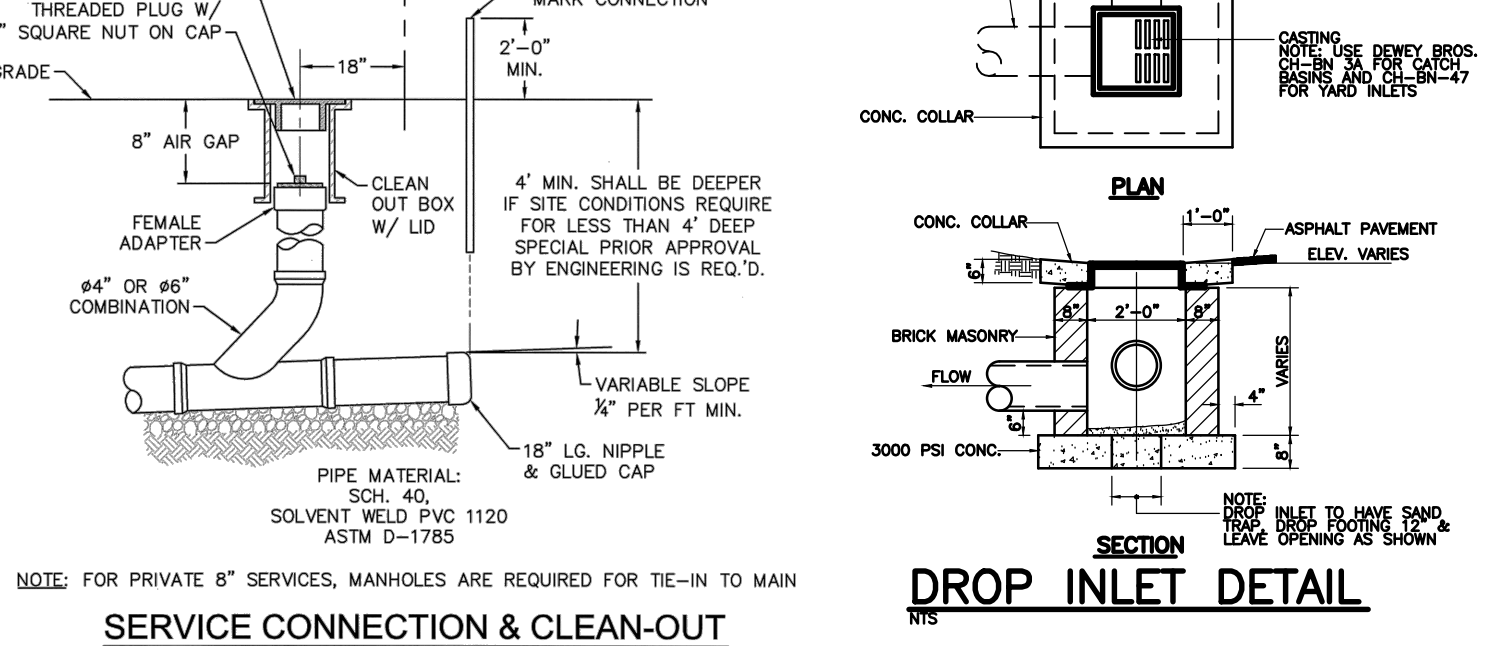 THREADED PLUG W/
" SQUARE NUT ON CAP
MARK CONNECTION
2'-0"
MIN.
18"
8" AIR GAP
CLEAN
OUT BOX
W/ LID
FEMALE
ADAPTER
4' MIN. SHALL BE DEEPER
IF SITE CONDITIONS REQUIRE
FOR LESS THAN 4' DEEP
SPECIAL PRIOR APPROVAL
BY ENGINEERING IS REQ.'D.
ø4" OR ø6"
COMBINATION
VARIABLE SLOPE
¼" PER FT MIN.
18" LG. NIPPLE
& GLUED CAP
PIPE MATERIAL:
SCH. 40,
SOLVENT WELD PVC 1120
ASTM D-1785
NOTE: FOR PRIVATE 8" SERVICES, MANHOLES ARE REQUIRED FOR TIE-IN TO MAIN
SERVICE CONNECTION & CLEAN-OUT
CASTING
NOTE: USE DEWEY BROS.
CH-BN 3A FOR CATCH
BASINS AND CH-BN-47
FOR YARD INLETS
CONC. COLLAR
PLAN
CONC. COLLAR
1'-0"
ASPHALT PAVEMENT
ELEV. VARIES
6"
8"
2'-0"
8"
BRICK MASONRY
VARIES
FLOW
4"
6"
3000 PSI CONC.
8"
NOTE:
DROP INLET TO HAVE SAND
TRAP, DROP FOOTING 12" &
LEAVE OPENING AS SHOWN
SECTION
DROP INLET DETAIL
NTS